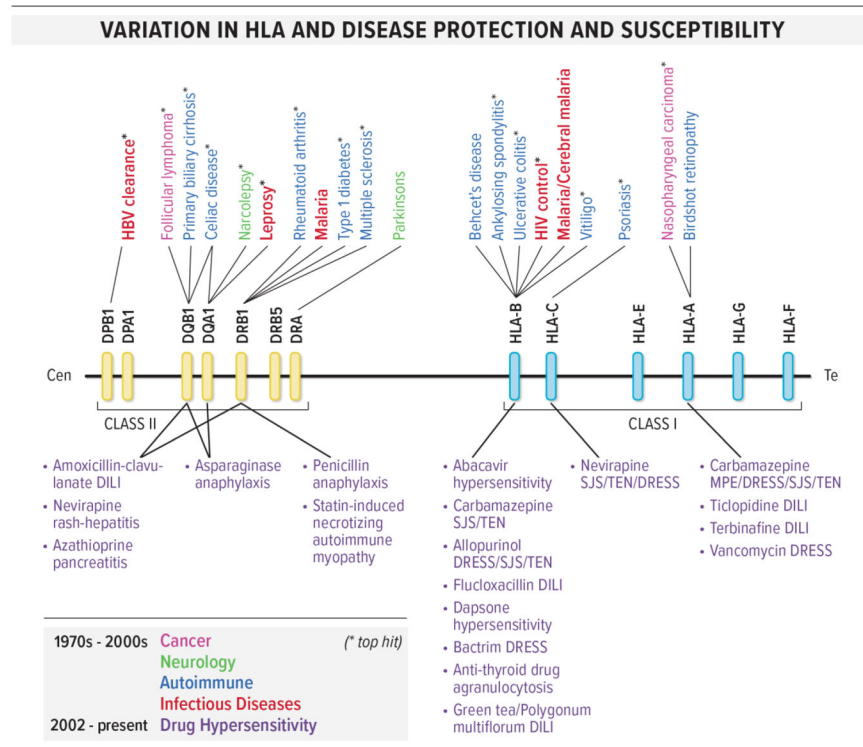 VARIATION IN HLA AND DISEASE PROTECTION AND SUSCEPTIBILITY
HBV clearance*
Follicular lymphoma*
Primary biliary cirrhosis*
Celiac disease*
Narcolepsy*
Leprosy*
Rheumatoid arthritis*
Malaria
Type 1 diabetes*
Multiple sclerosis*
Parkinsons
Behcet's disease
Ankylosing spondylitis*
Ulcerative colitis*
HIV control*
Malaria/Cerebral malaria
Vitiligo*
Psoriasis*
Nasopharyngeal carcinoma*
Birdshot retinopathy
DPB1
DPA1
DQB1
DQA1
DRB1
DRB5
DRA
HLA-B
HLA-C
HLA-E
HLA-A
HLA-G
HLA-F
Cen
Te
CLASS II
CLASS I
• Amoxicillin-clavu-
lanate DILI
• Nevirapine
rash-hepatitis
• Azathioprine
pancreatitis
• Asparaginase
anaphylaxis
• Penicillin
anaphylaxis
• Statin-induced
necrotizing
autoimmune
myopathy
• Abacavir
hypersensitivity
• Carbamazepine
SJS/TEN
• Allopurinol
DRESS/SJS/TEN
• Flucloxacillin DILI
• Dapsone
hypersensitivity
• Bactrim DRESS
• Anti-thyroid drug
agranulocytosis
• Green tea/Polygonum
multiflorum DILI
• Nevirapine
SJS/TEN/DRESS
• Carbamazepine
MPE/DRESS/SJS/TEN
• Ticlopidine DILI
• Terbinafine DILI
• Vancomycin DRESS
1970s - 2000s Cancer (* top hit)
Neurology
Autoimmune
Infectious Diseases
2002 - present Drug Hypersensitivity